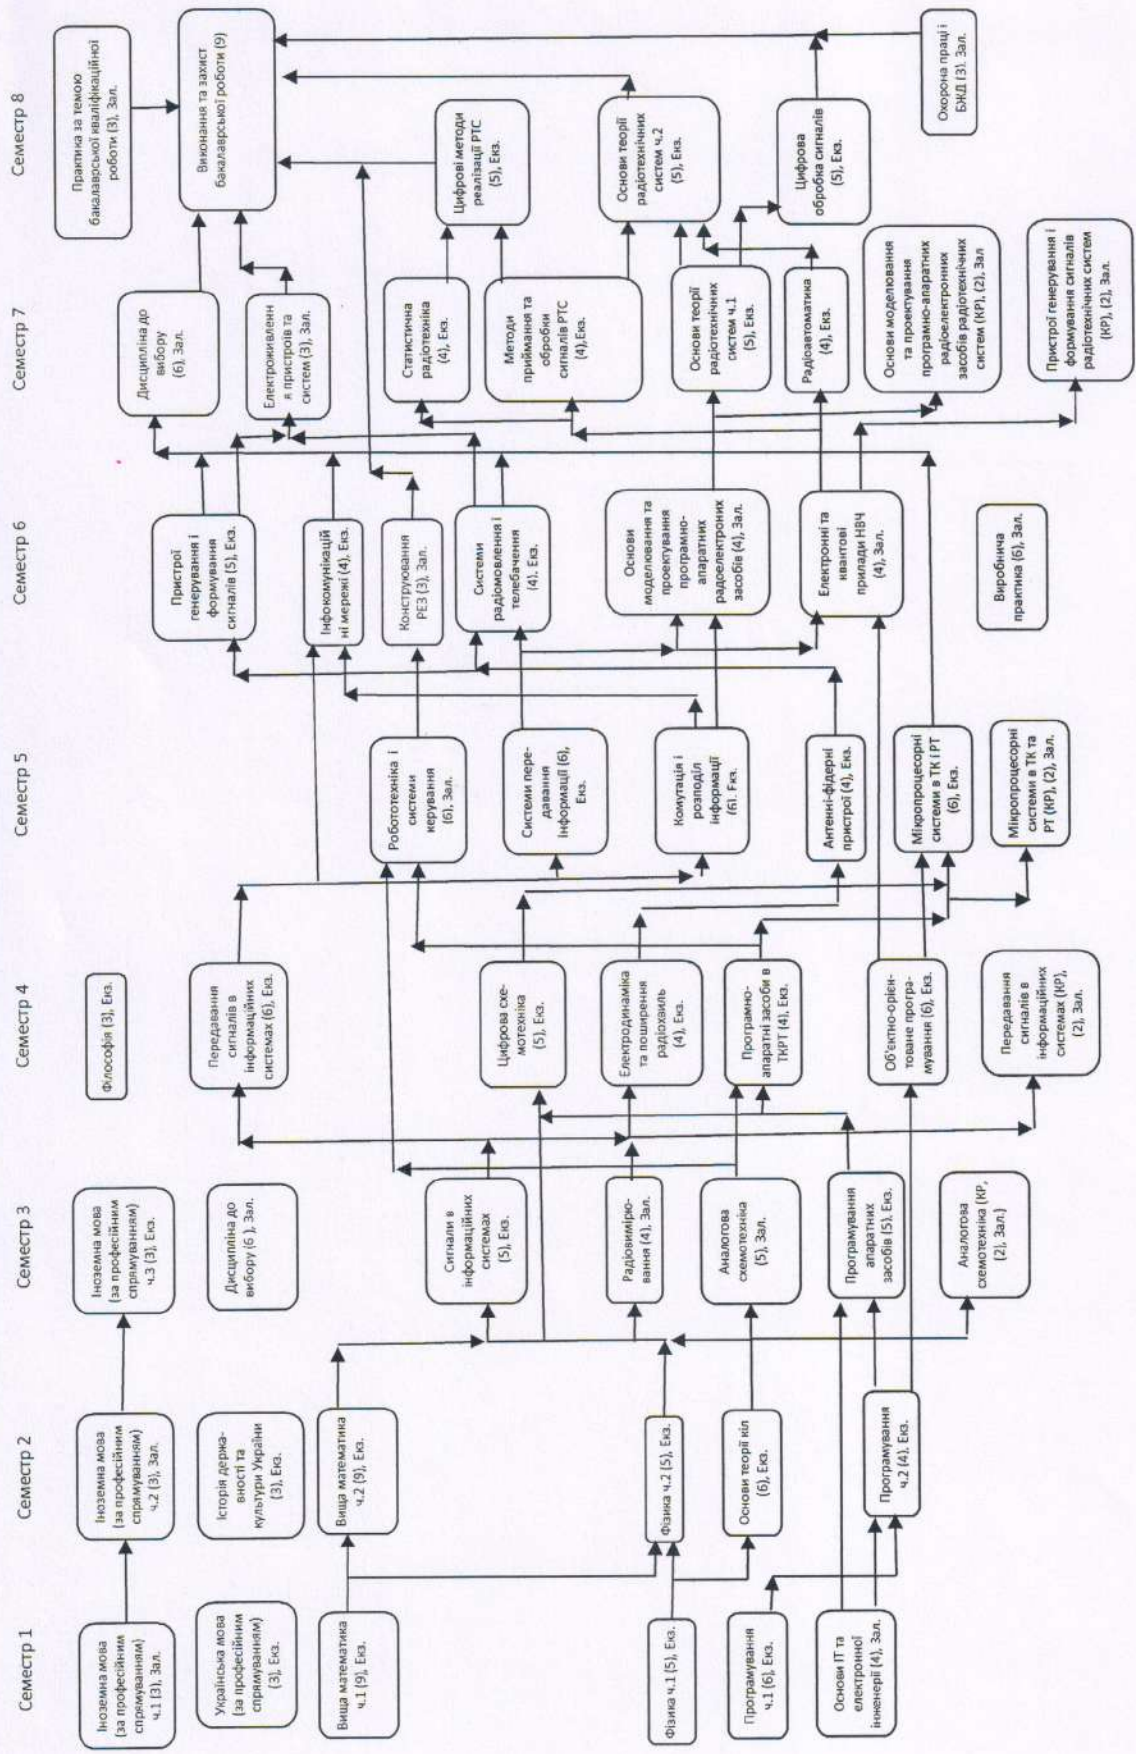 Семестр 1
Іноземна мова
(за професійним
спрямуванням)
ч.1 (3), Зал.
Українська мова
(за професійним
спрямуванням)
(3), Екз.
Вища математика
ч.1 (9), Екз.
Фізика ч.1 (5), Екз.
Програмування
ч.1 (6), Екз.
Основи ІТ та
електронної
інженерії (4), Зал.
Семестр 2
Іноземна мова
(за професійним
спрямуванням)
ч.2 (3), Зал.
Історія держа-
вності та
культури України
(3), Екз.
Вища математика
ч.2 (9), Екз.
Фізика ч.2 (5), Екз.
Основи теорії кіл
(6), Екз.
Програмування
ч.2 (4), Екз.
Семестр 3
Іноземна мова
(за професійним
спрямуванням)
ч.3 (3), Екз.
Дисципліна до
вибору (6 ), Зал.
Сигнали в
інформаційних
системах
(5), Екз.
Радіовимірю-
вання (4), Зал.
Аналогова
схемотехніка
(5), Зал.
Програмування
апаратних
засобів (5), Екз.
Аналогова
схемотехніка (КР,
(2), Зал.)
Семестр 4
Філософія (3), Екз.
Передавання
сигналів в
інформаційних
системах (6), Екз.
Цифрова схе-
мотехніка
(5), Екз.
Електродинаміка
та поширення
радіохвиль
(4), Екз.
Програмно-
апаратні засоби в
ТКРТ (4), Екз.
Об'єктно-орієн-
товане програ-
мування (6), Екз.
Передавання
сигналів в
інформаційних
системах (КР),
(2), Зал.
Семестр 5
Робототехніка і
системи
керування
(6), Зал.
Системи пере-
давання
Інформації (6),
Екз.
Комутація і
розподіл
інформації
(6). Екз.
Антенні-фідерні
пристрої (4), Екз.
Мікропроцесорні
системи в ТК і РТ
(6), Екз.
Мікропроцесорні
системи в ТК та
РТ (КР), (2), Зал.
Семестр 6
Пристрої
генерування і
формування
сигналів (5), Екз.
Інфокомунікацій
ні мережі (4), Екз.
Конструювання
РЕЗ (3), Зал.
Системи
радіомовлення і
телебачення
(4). Екз.
Основи
моделювання та
проектування
програмно-
апаратних
радоелектроних
засобів (4), Зал.
Електронні та
квантові
прилади НВЧ
(4), Зал.
Виробнича
практика (6), Зал.
Семестр 7
Дисципліна до
вибору
(6), Зал.
Електроживленн
я пристроїв та
систем (3), Зал.
Статистична
радіотехніка
(4), Екз.
Методи
приймання та
обробки
сигналів РТС
(4),Екз.
Основи теорії
радіотехнічних
систем ч.1
(5), Екз.
Радіоавтоматика
(4), Екз.
Основи моделювання
та проектування
програмно-апаратних
радіоелектронних
засобів радіотехнічних
систем (КР), (2), Зал
Пристрої генерування і
формування сигналів
радіотехнічних систем
(КР), (2), Зал.
Семестр 8
Практика за темою
бакалаврської кваліфікаційної
роботи (3), Зал.
Виконання та захист
бакалаврської роботи (9)
Цифрові методи
реалізації РТС
(5), Екз.
Основи теорії
радіотехнічних
систем ч.2
(5), Екз.
Цифрова
обробка сигналів
(5), Екз.
Охорона праці і
БЖД (3). Зал.